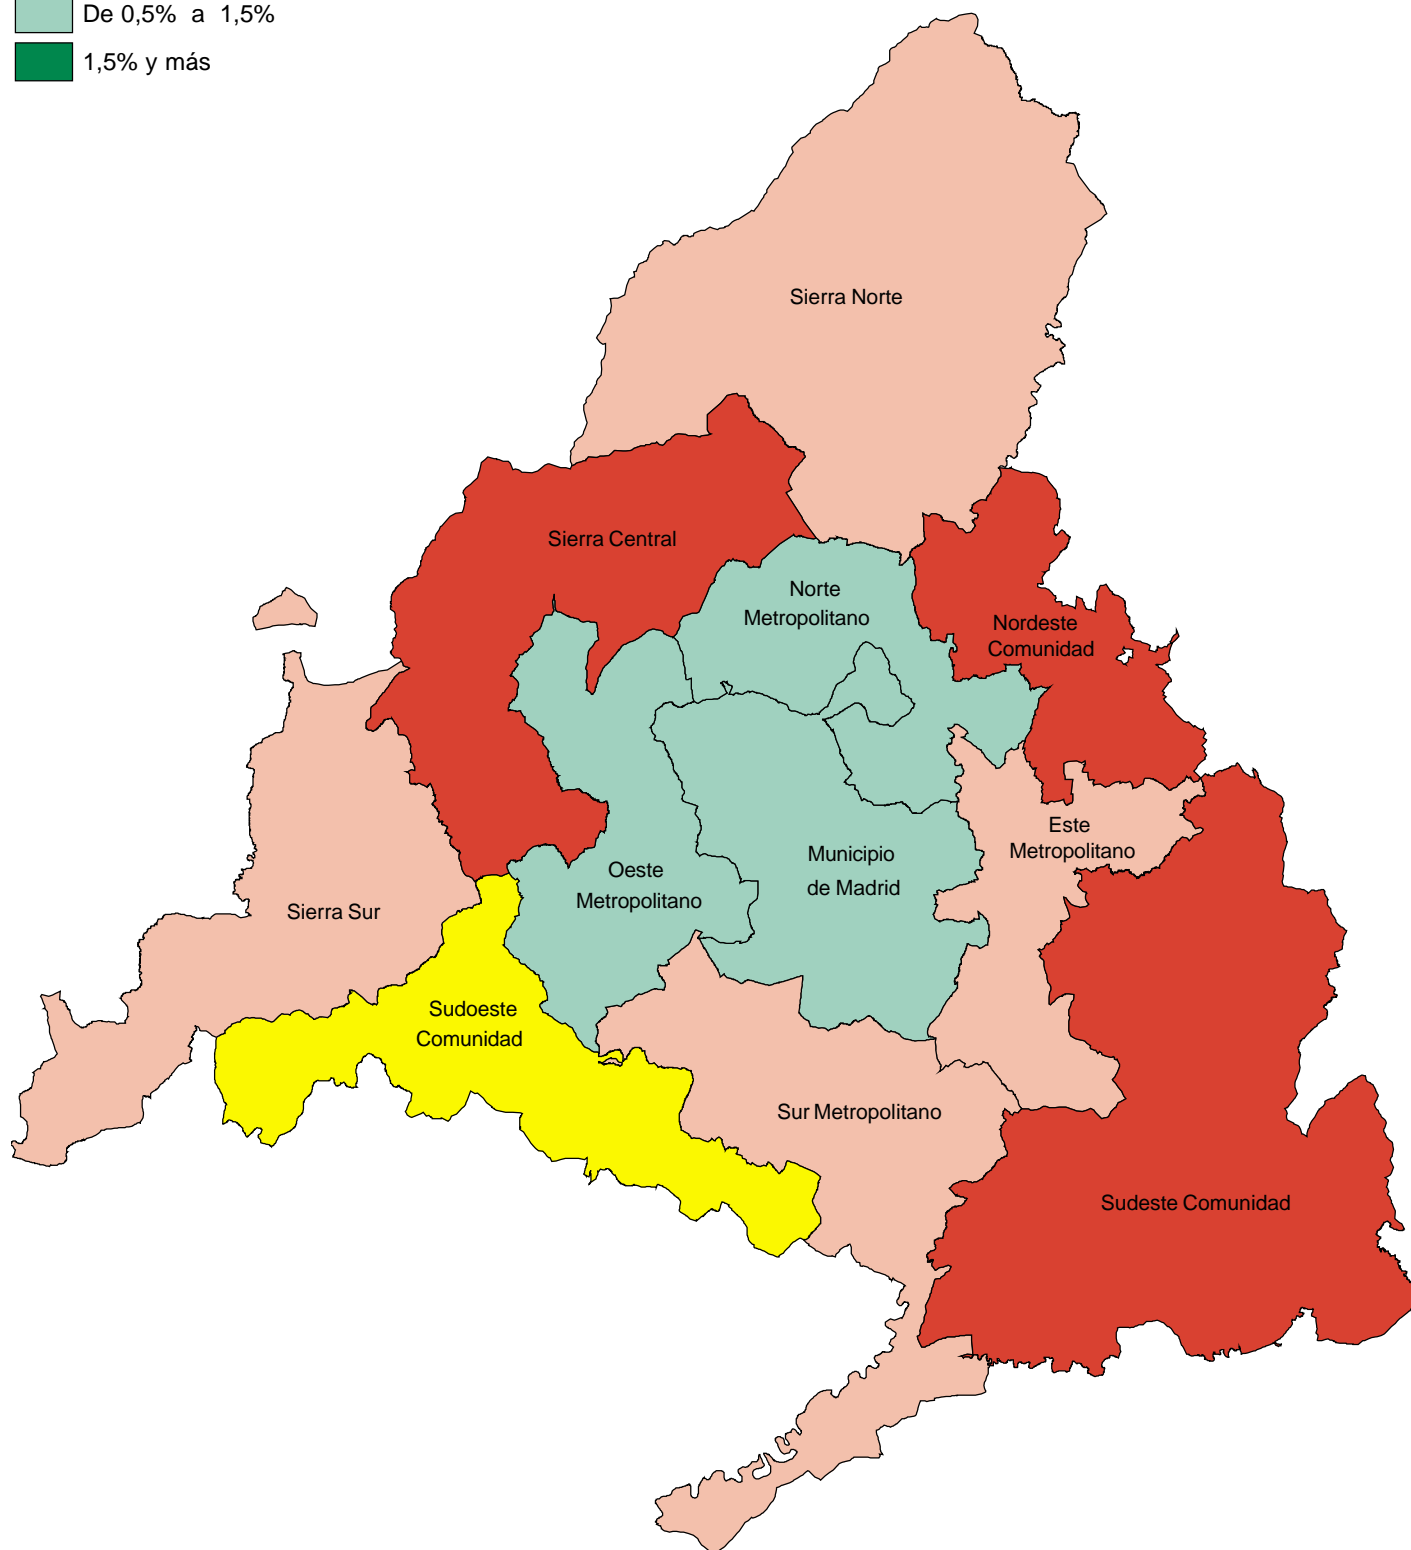 De 0,5% a 1,5%
1,5% y más
Sierra Norte
Sierra Central
Norte
Metropolitano
Nordeste
Comunidad
Este
Metropolitano
Municipio
de Madrid
Oeste
Metropolitano
Sierra Sur
Sudoeste
Comunidad
Sur Metropolitano
Sudeste Comunidad